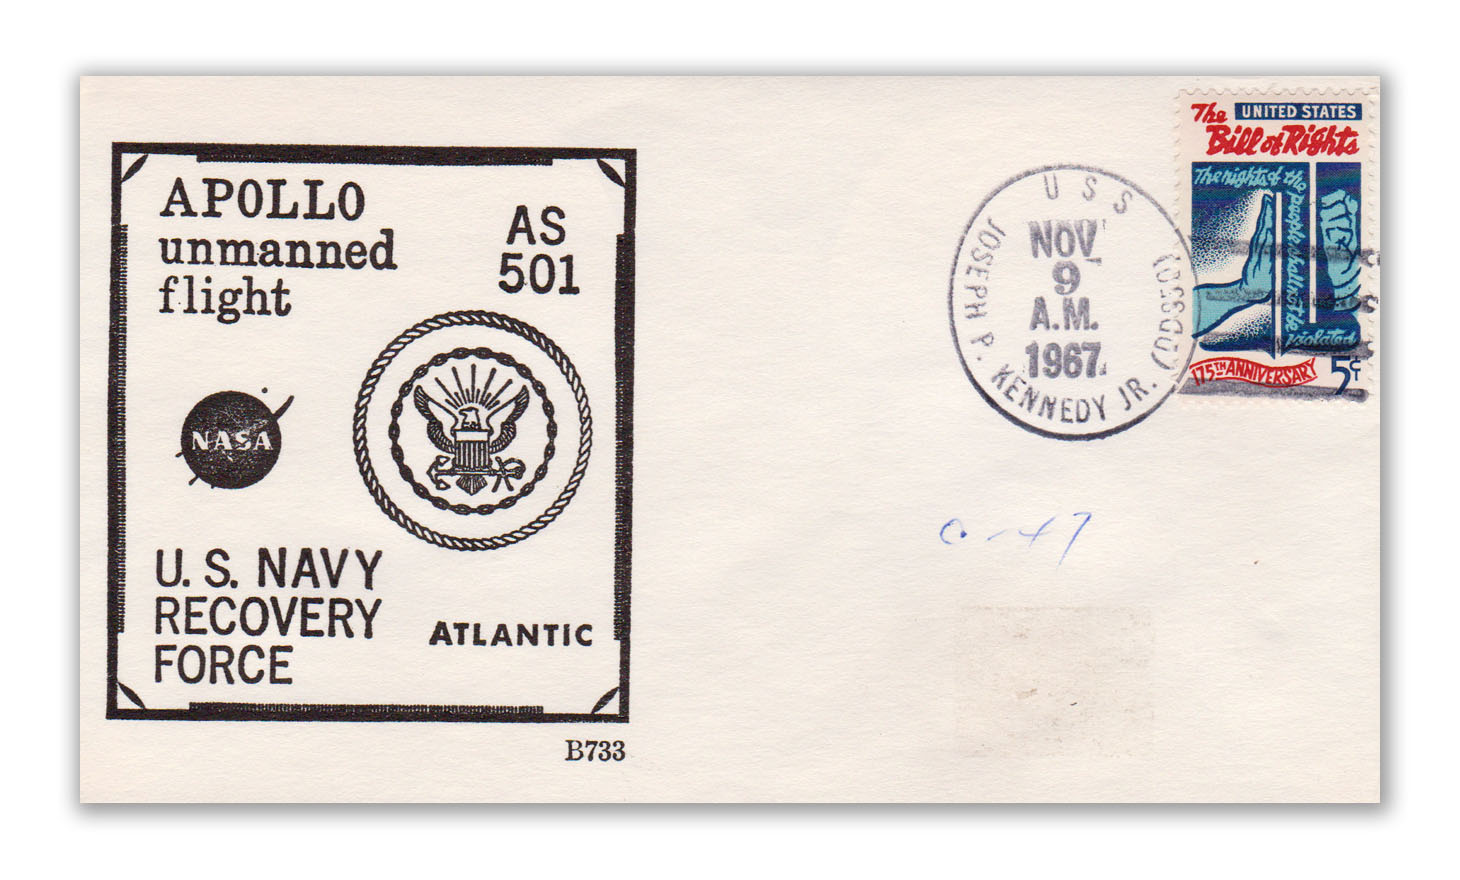 APOLLO
unmanned
flight
AS
501
NASA
U. S. NAVY
RECOVERY
FORCE
ATLANTIC
B733
USS
JOSEPH P. KENNEDY JR. (DD850)
NOV
9
A.M.
1967
The UNITED STATES
Bill of Rights
The rights of the
people shall not be
violated
175TH ANNIVERSARY
5¢